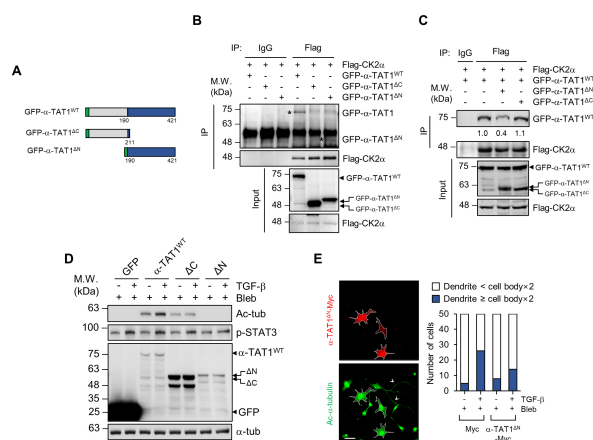 A
GFP-α-TAT1WT
190 421
GFP-α-TAT1ΔC
211
GFP-α-TAT1ΔN
190 421
B
IP: IgG Flag
+ + + + + + Flag-CK2α
+ + GFP-α-TAT1WT
+ + GFP-α-TAT1ΔC
+ + GFP-α-TAT1ΔN
M.W.
(kDa)
IP
75
63
48
* GFP-α-TAT1
* GFP-α-TAT1ΔN
48 Flag-CK2α
Input
75
63
48
GFP-α-TAT1WT
GFP-α-TAT1ΔN
GFP-α-TAT1ΔC
48 Flag-CK2α
C
IP: IgG Flag
+ + + + Flag-CK2α
+ + + + GFP-α-TAT1WT
+ GFP-α-TAT1ΔN
+ GFP-α-TAT1ΔC
M.W.
(kDa)
IP
75 GFP-α-TAT1WT
1.0 0.4 1.1
48 Flag-CK2α
Input
75
63
48
GFP-α-TAT1WT
GFP-α-TAT1ΔN
GFP-α-TAT1ΔC
48 Flag-CK2α
D
GFP α-TAT1WT ΔC ΔN
M.W.
(kDa)
- + - + - + - + TGF-β
+ + + + + + + + Bleb
63 Ac-tub
100 p-STAT3
100
75
63
48
35
25
α-TAT1WT
ΔN
ΔC
GFP
63 α-tub
E
α-TAT1ΔN-Myc
Ac-α-tubulin
Dendrite < cell body×2
Dendrite ≥ cell body×2
Number of cells
50
40
30
20
10
0
- + - + TGF-β
+ + + + Bleb
Myc α-TAT1ΔN
-Myc